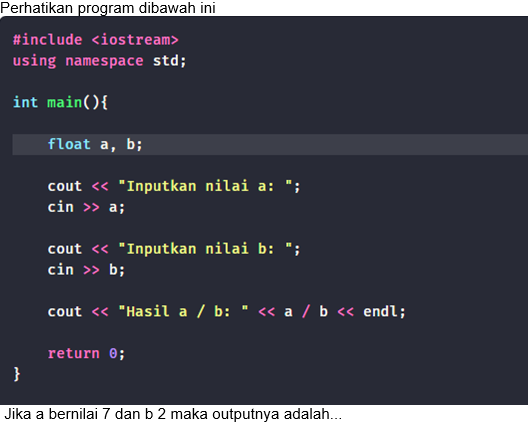 Perhatikan program dibawah ini
#include <iostream>
using namespace std;
int main(){
float a, b;
cout << "Inputkan nilai a: ";
cin >> a;
cout << "Inputkan nilai b: ";
cin >> b;
cout << "Hasil a / b: " << a / b << endl;
return 0;
}
Jika a bernilai 7 dan b 2 maka outputnya adalah...